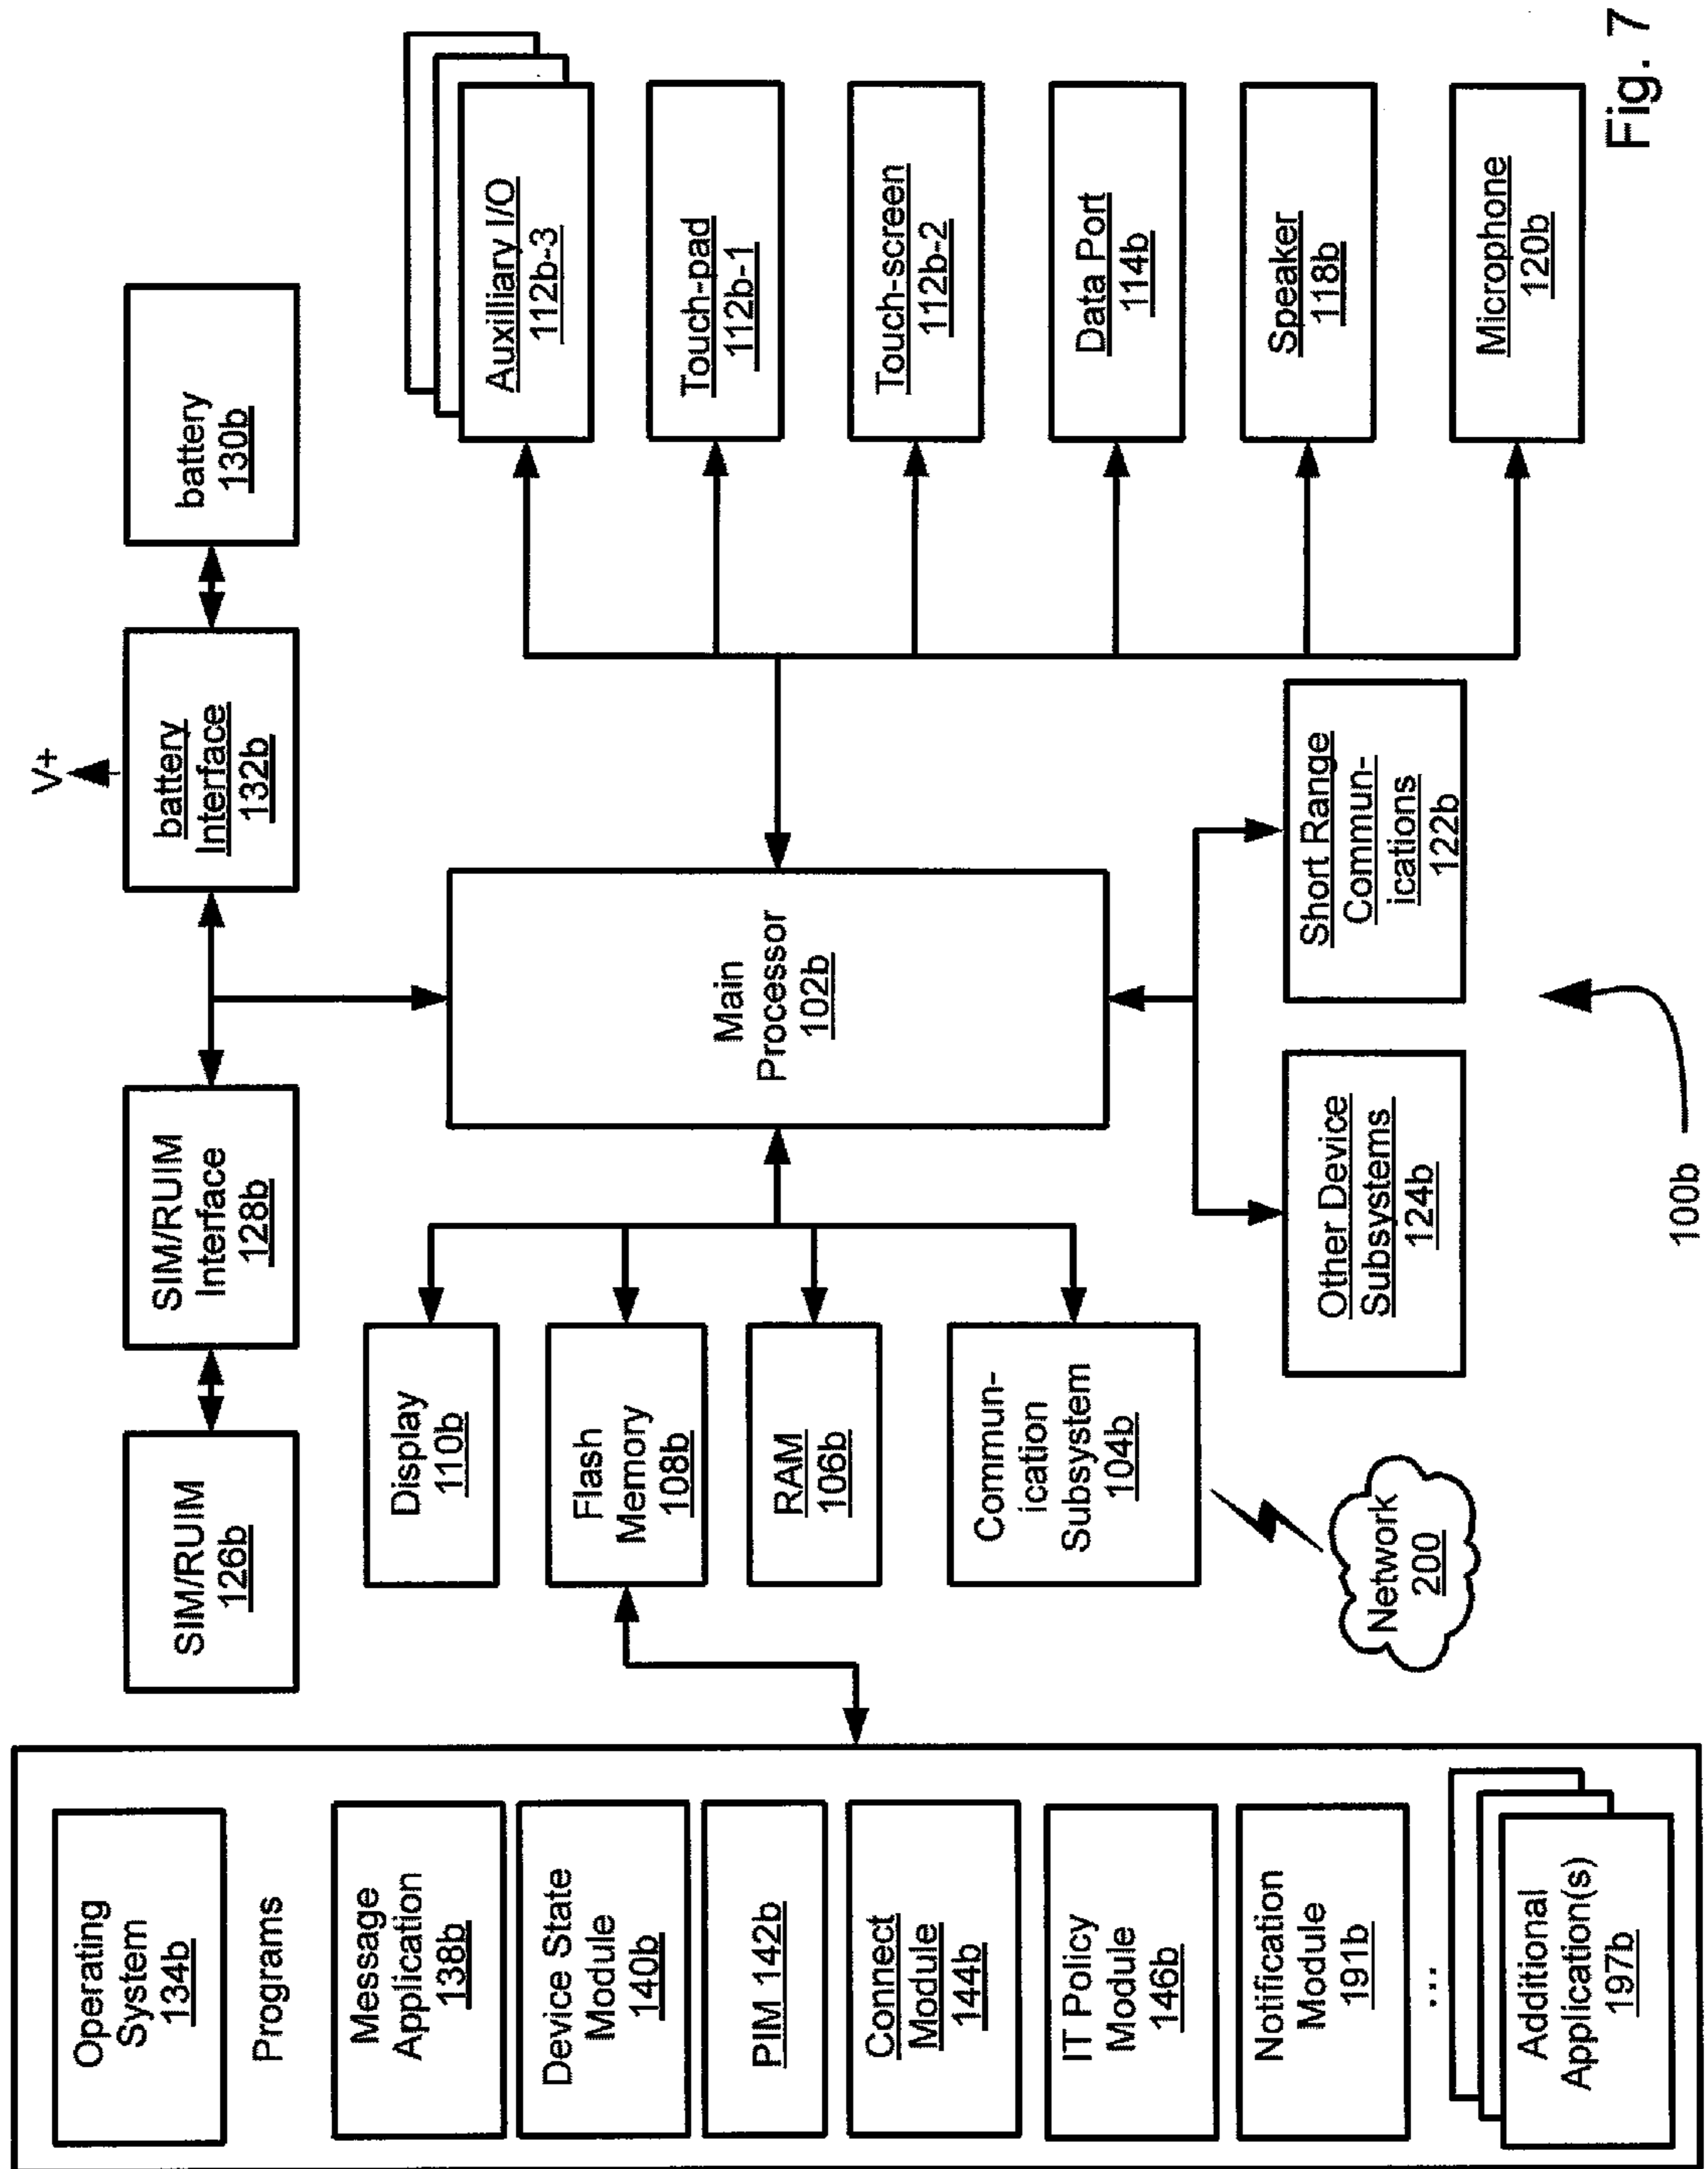 Operating
System
134b
Programs
Message
Application
138b
Device State
Module
140b
PIM 142b
Connect
Module
144b
IT Policy
Module
146b
Notification
Module
191b
...
Additional
Application(s)
197b
SIM/RUIM
126b
SIM/RUIM
Interface
128b
V+
battery
Interface
132b
battery
130b
Display
110b
Flash
Memory
108b
RAM
106b
Commun-
ication
Subsystem
104b
Network
200
Main
Processor
102b
Other Device
Subsystems
124b
Short Range
Commun-
ications
122b
Auxilliary I/O
112b-3
Touch-pad
112b-1
Touch-screen
112b-2
Data Port
114b
Speaker
118b
Microphone
120b
100b
Fig. 7